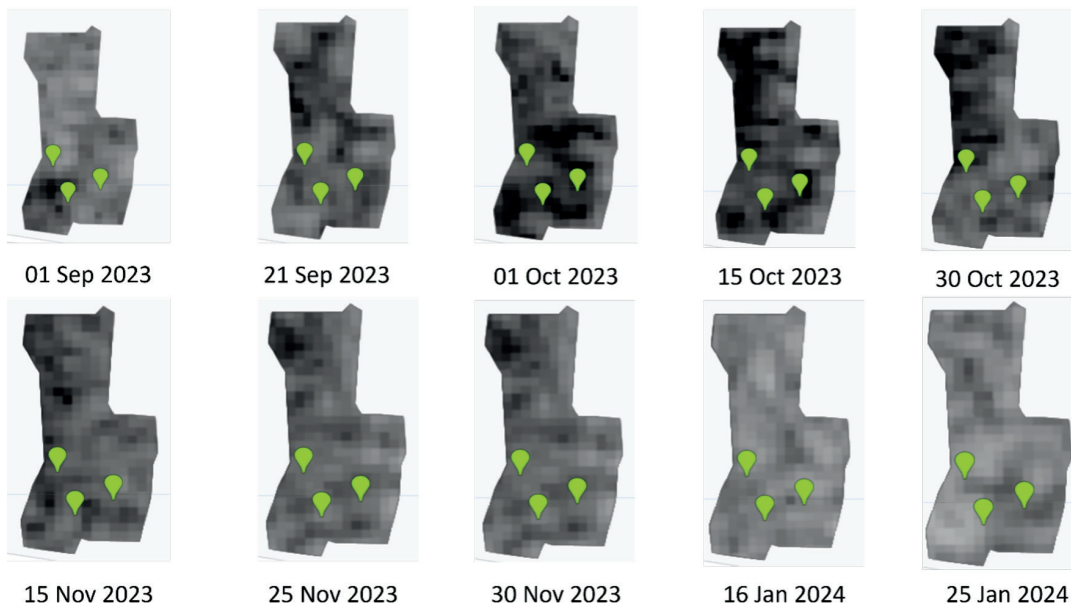 01 Sep 2023
21 Sep 2023
01 Oct 2023
15 Oct 2023
30 Oct 2023
15 Nov 2023
25 Nov 2023
30 Nov 2023
16 Jan 2024
25 Jan 2024